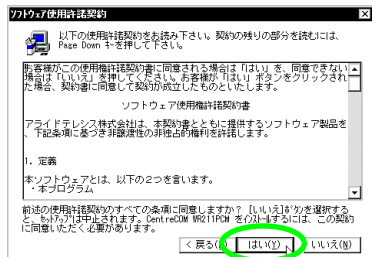 ソフトウェア使用許諾契約
以下の使用許諾契約をお読み下さい。契約の残りの部分を読むには、
Page Down キーを押して下さい。
お客様がこの使用権許諾契約書に同意される場合は「はい」を、同意できない
場合は「いいえ」を押してください。お客様が「はい」ボタンをクリックされ
た場合、契約書に同意して契約が成立したものといたします。
ソフトウェア使用権許諾契約書
アライドテレシス株式会社は、本契約書とともに提供するソフトウェア製品を
、下記条項に基づき非譲渡性の非独占的権利を許諾します。
1. 定義
本ソフトウェアとは、以下の2つを言います。
・本プログラム
前述の使用許諾契約のすべての条項に同意しますか? [いいえ]ボタンを選択する
と、セットアップは中止されます。CentreCOM WR211PCM をインストールするには、この契約
に同意いただく必要があります。
< 戻る(
はい(Y)
いいえ(N)